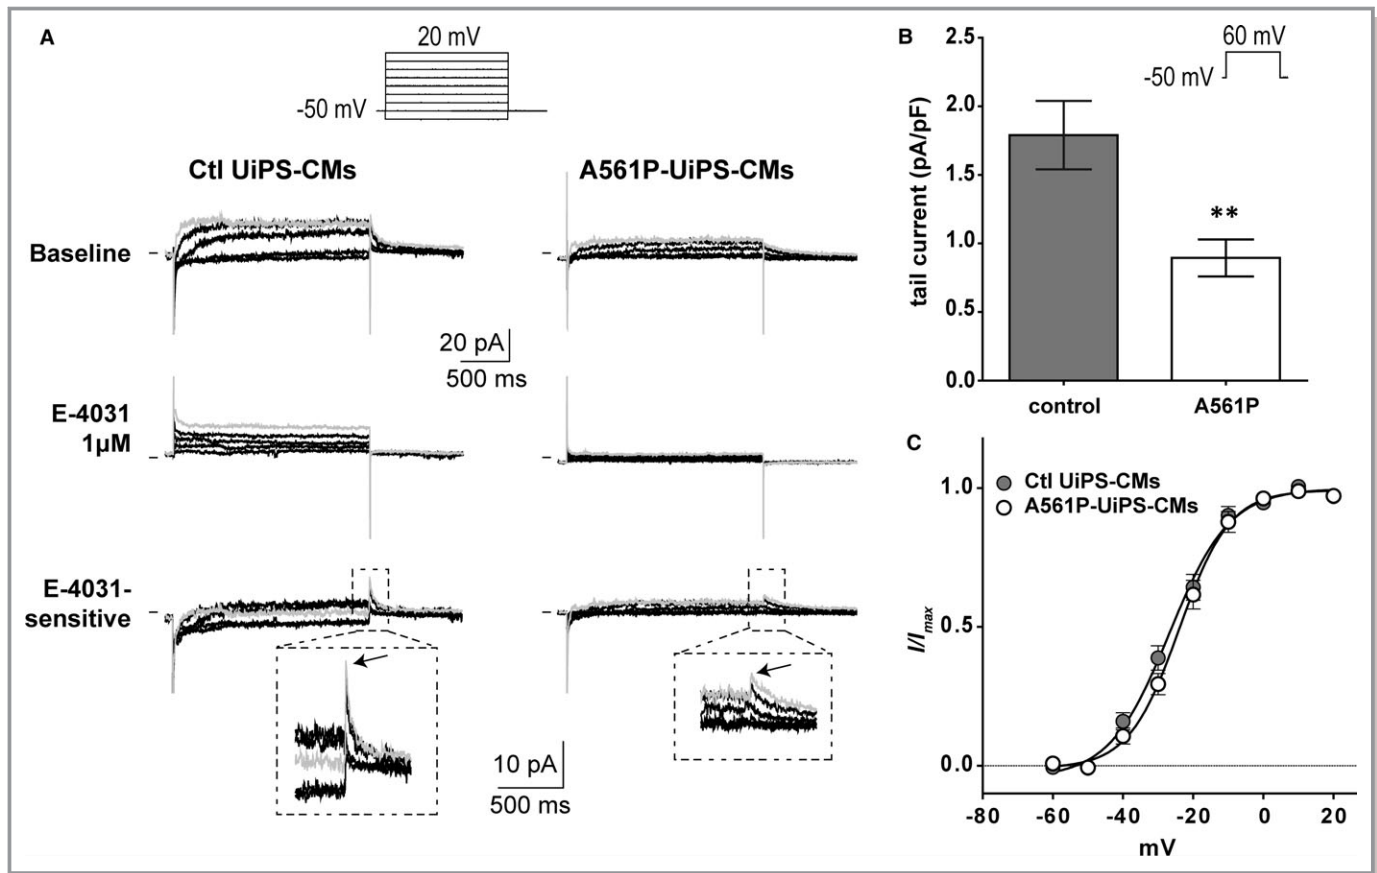 A
20 mV
-50 mV
Ctl UiPS-CMs
A561P-UiPS-CMs
Baseline
20 pA
500 ms
E-4031
1µM
E-4031-
sensitive
10 pA
500 ms
B
2.5
2.0
1.5
1.0
0.5
0.0
tail current (pA/pF)
60 mV
-50 mV
**
control
A561P
C
Ctl UiPS-CMs
A561P-UiPS-CMs
1.0
0.5
0.0
I/Imax
-80
-60
-40
-20
0
20
mV